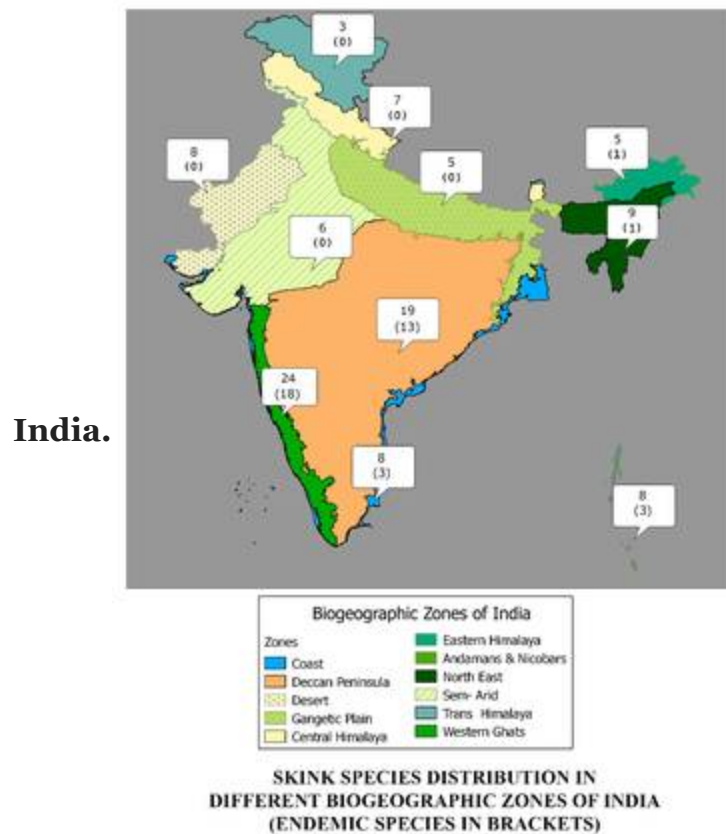 3
(0)
7
(0)
8
(0)
5
(0)
5
(1)
9
(1)
6
(0)
19
(13)
24
(18)
India.
8
(3)
8
(3)
Biogeographic Zones of India
Zones
Coast
Deccan Peninsula
Desert
Gangetic Plain
Central Himalaya
Eastern Himalaya
Andamans & Nicobars
North East
Sem- Arid
Trans Himalaya
Western Ghats
SKINK SPECIES DISTRIBUTION IN
DIFFERENT BIOGEOGRAPHIC ZONES OF INDIA
(ENDEMIC SPECIES IN BRACKETS)